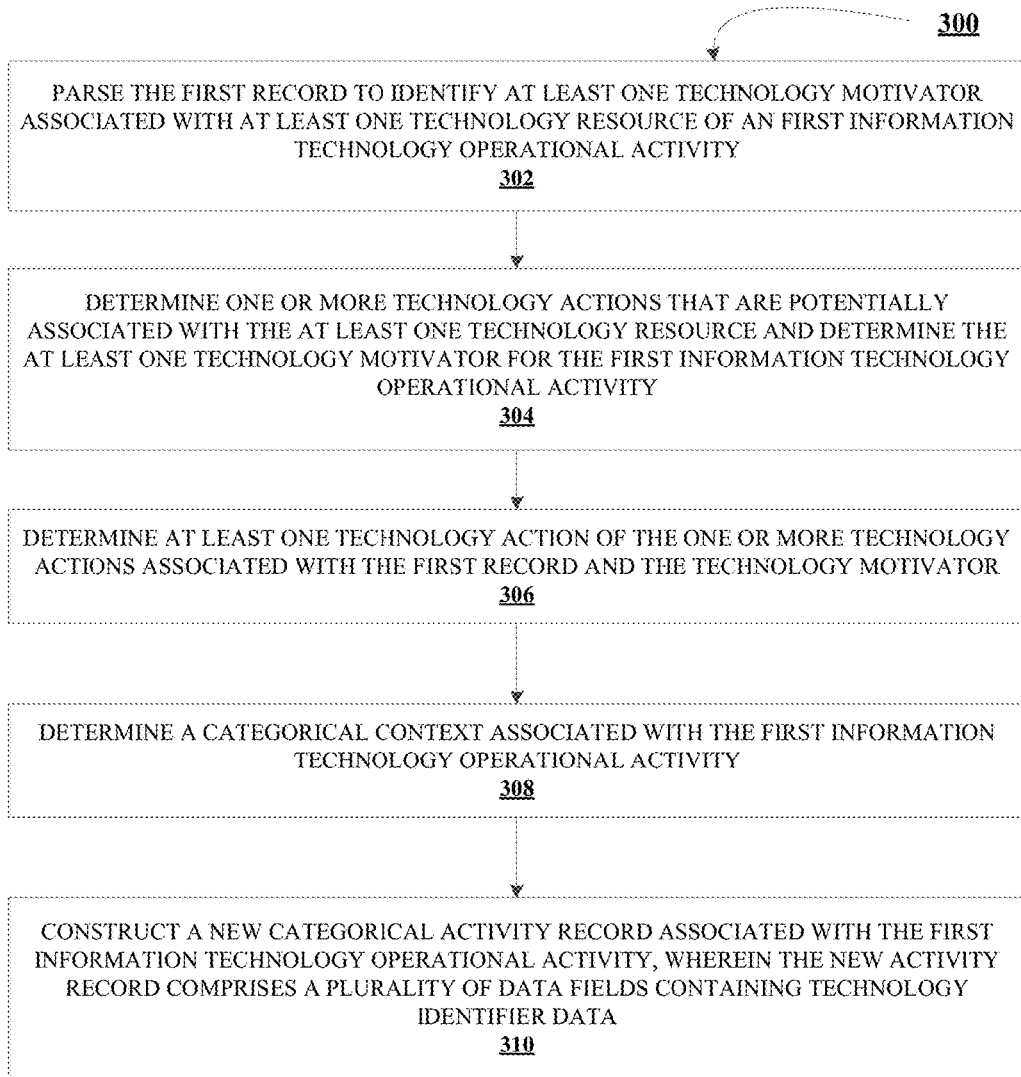 300
PARSE THE FIRST RECORD TO IDENTIFY AT LEAST ONE TECHNOLOGY MOTIVATOR
ASSOCIATED WITH AT LEAST ONE TECHNOLOGY RESOURCE OF AN FIRST INFORMATION
TECHNOLOGY OPERATIONAL ACTIVITY
302
DETERMINE ONE OR MORE TECHNOLOGY ACTIONS THAT ARE POTENTIALLY
ASSOCIATED WITH THE AT LEAST ONE TECHNOLOGY RESOURCE AND DETERMINE THE
AT LEAST ONE TECHNOLOGY MOTIVATOR FOR THE FIRST INFORMATION TECHNOLOGY
OPERATIONAL ACTIVITY
304
DETERMINE AT LEAST ONE TECHNOLOGY ACTION OF THE ONE OR MORE TECHNOLOGY
ACTIONS ASSOCIATED WITH THE FIRST RECORD AND THE TECHNOLOGY MOTIVATOR
306
DETERMINE A CATEGORICAL CONTEXT ASSOCIATED WITH THE FIRST INFORMATION
TECHNOLOGY OPERATIONAL ACTIVITY
308
CONSTRUCT A NEW CATEGORICAL ACTIVITY RECORD ASSOCIATED WITH THE FIRST
INFORMATION TECHNOLOGY OPERATIONAL ACTIVITY, WHEREIN THE NEW ACTIVITY
RECORD COMPRISES A PLURALITY OF DATA FIELDS CONTAINING TECHNOLOGY
IDENTIFIER DATA
310